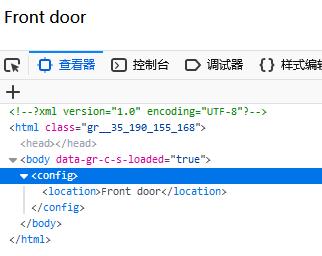 Front door
查看器 控制台 调试器 样式编辑
+
<!--?xml version="1.0" encoding="UTF-8"?-->
<html class="gr__35_190_155_168">
<head></head>
<body data-gr-c-s-loaded="true">
<config>
<location>Front door</location>
</config>
</body>
</html>